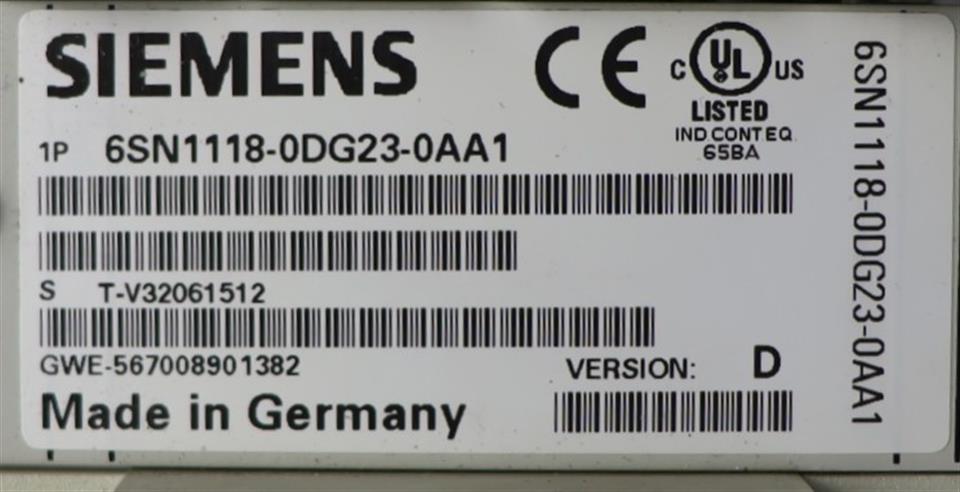 SIEMENS
CE
C UL US
LISTED
IND CONT EQ
65BA
1P 6SN1118-0DG23-0AA1
S T-V32061512
GWE-567008901382
VERSION: D
Made in Germany
6SN1118-0DG23-0AA1